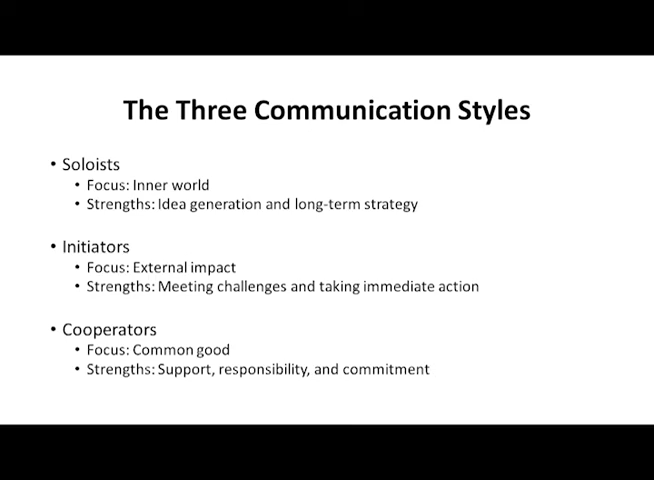 The Three Communication Styles
• Soloists
• Focus: Inner world
• Strengths: Idea generation and long-term strategy
• Initiators
• Focus: External impact
• Strengths: Meeting challenges and taking immediate action
• Cooperators
• Focus: Common good
• Strengths: Support, responsibility, and commitment